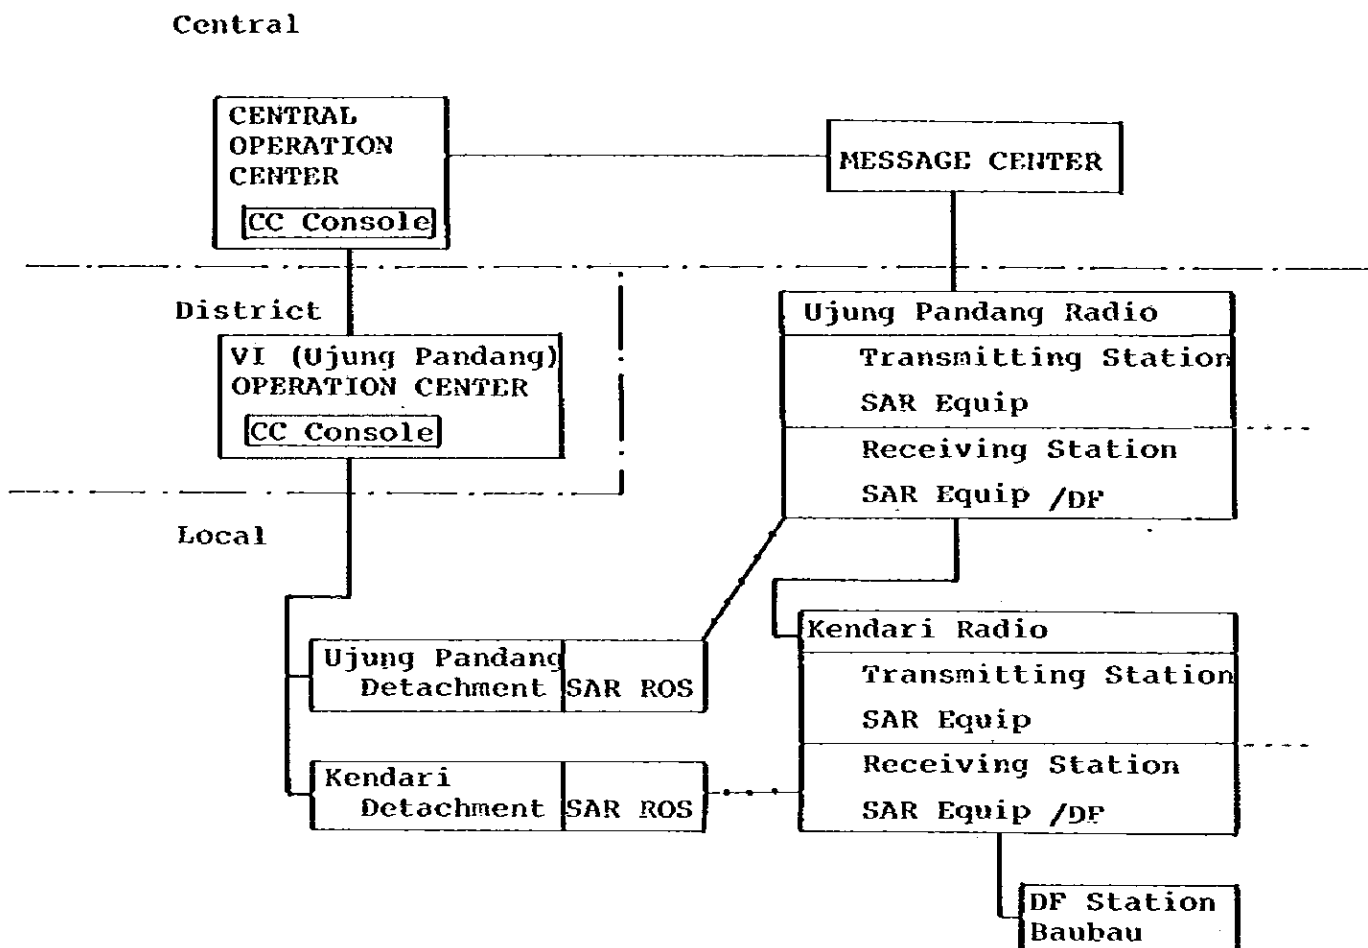 Central
CENTRAL
OPERATION
CENTER
CC Console
MESSAGE CENTER
District
VI (Ujung Pandang)
OPERATION CENTER
CC Console
Ujung Pandang Radio
Transmitting Station
SAR Equip
Receiving Station
SAR Equip /DF
Local
Ujung Pandang
Detachment
SAR ROS
Kendari
Detachment
SAR ROS
Kendari Radio
Transmitting Station
SAR Equip
Receiving Station
SAR Equip /DF
DF Station
Baubau